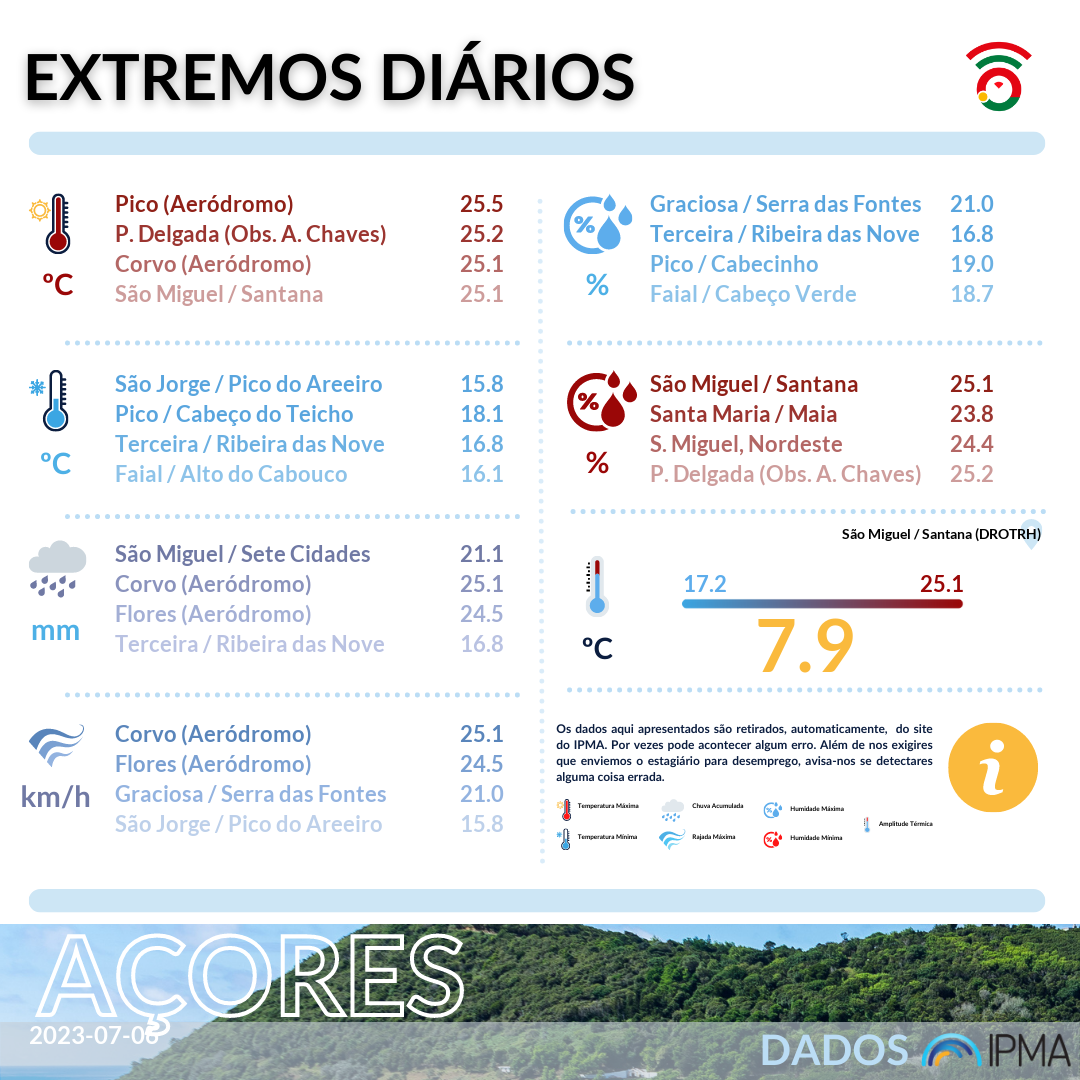 EXTREMOS DIÁRIOS
Pico (Aeródromo) 25.5
P. Delgada (Obs. A. Chaves) 25.2
Corvo (Aeródromo) 25.1
São Miguel / Santana 25.1
ºC
São Jorge / Pico do Areeiro 15.8
Pico / Cabeço do Teicho 18.1
Terceira / Ribeira das Nove 16.8
Faial / Alto do Cabouco 16.1
ºC
São Miguel / Sete Cidades 21.1
Corvo (Aeródromo) 25.1
Flores (Aeródromo) 24.5
Terceira / Ribeira das Nove 16.8
mm
Corvo (Aeródromo) 25.1
Flores (Aeródromo) 24.5
Graciosa / Serra das Fontes 21.0
São Jorge / Pico do Areeiro 15.8
km/h
%
Graciosa / Serra das Fontes 21.0
Terceira / Ribeira das Nove 16.8
Pico / Cabecinho 19.0
Faial / Cabeço Verde 18.7
%
%
São Miguel / Santana 25.1
Santa Maria / Maia 23.8
S. Miguel, Nordeste 24.4
P. Delgada (Obs. A. Chaves) 25.2
%
São Miguel / Santana (DROTRH)
17.2 25.1
7.9
ºC
Os dados aqui apresentados são retirados, automaticamente, do site
do IPMA. Por vezes pode acontecer algum erro. Além de nos exigires
que enviemos o estagiário para desemprego, avisa-nos se detectares
alguma coisa errada.
i
Temperatura Máxima Chuva Acumulada Humidade Máxima
Amplitude Térmica
Temperatura Mínima Rajada Máxima Humidade Mínima
AÇORES
2023-07-06
DADOS IPMA